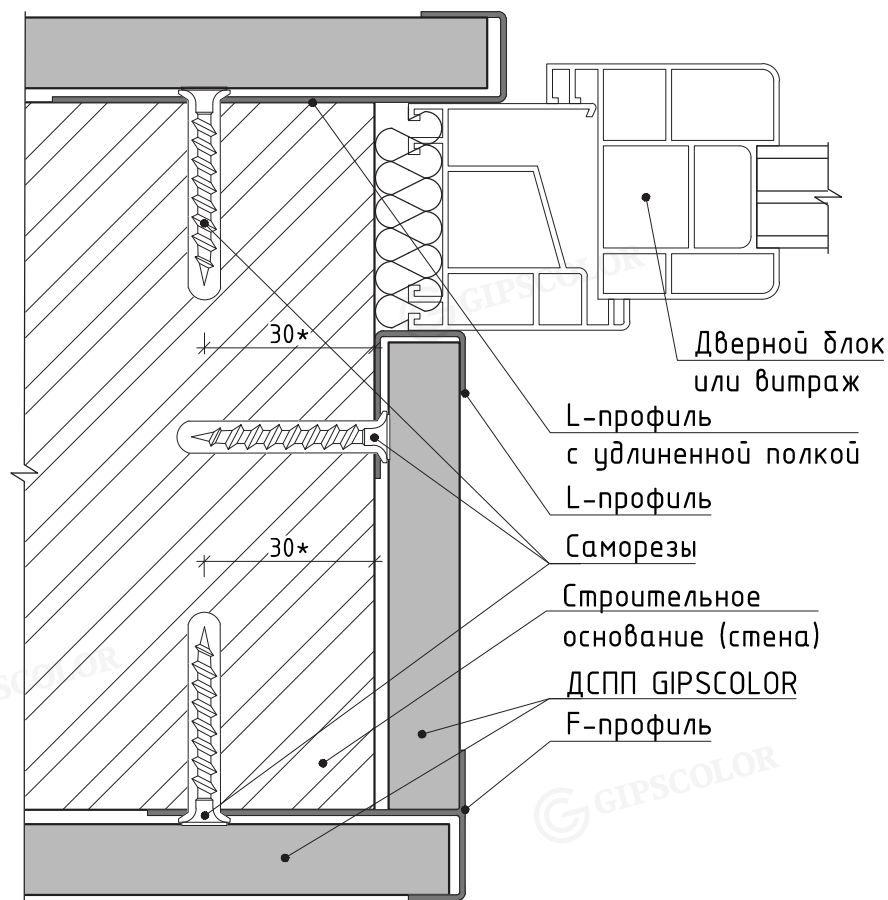 GIPSCOLOR
30*
Дверной блок
или витраж
L-профиль
с удлиненной полкой
L-профиль
30*
Саморезы
Строительное
основание (стена)
GIPSCOLOR
ДСПП GIPSCOLOR
F-профиль
GIPSCOLOR